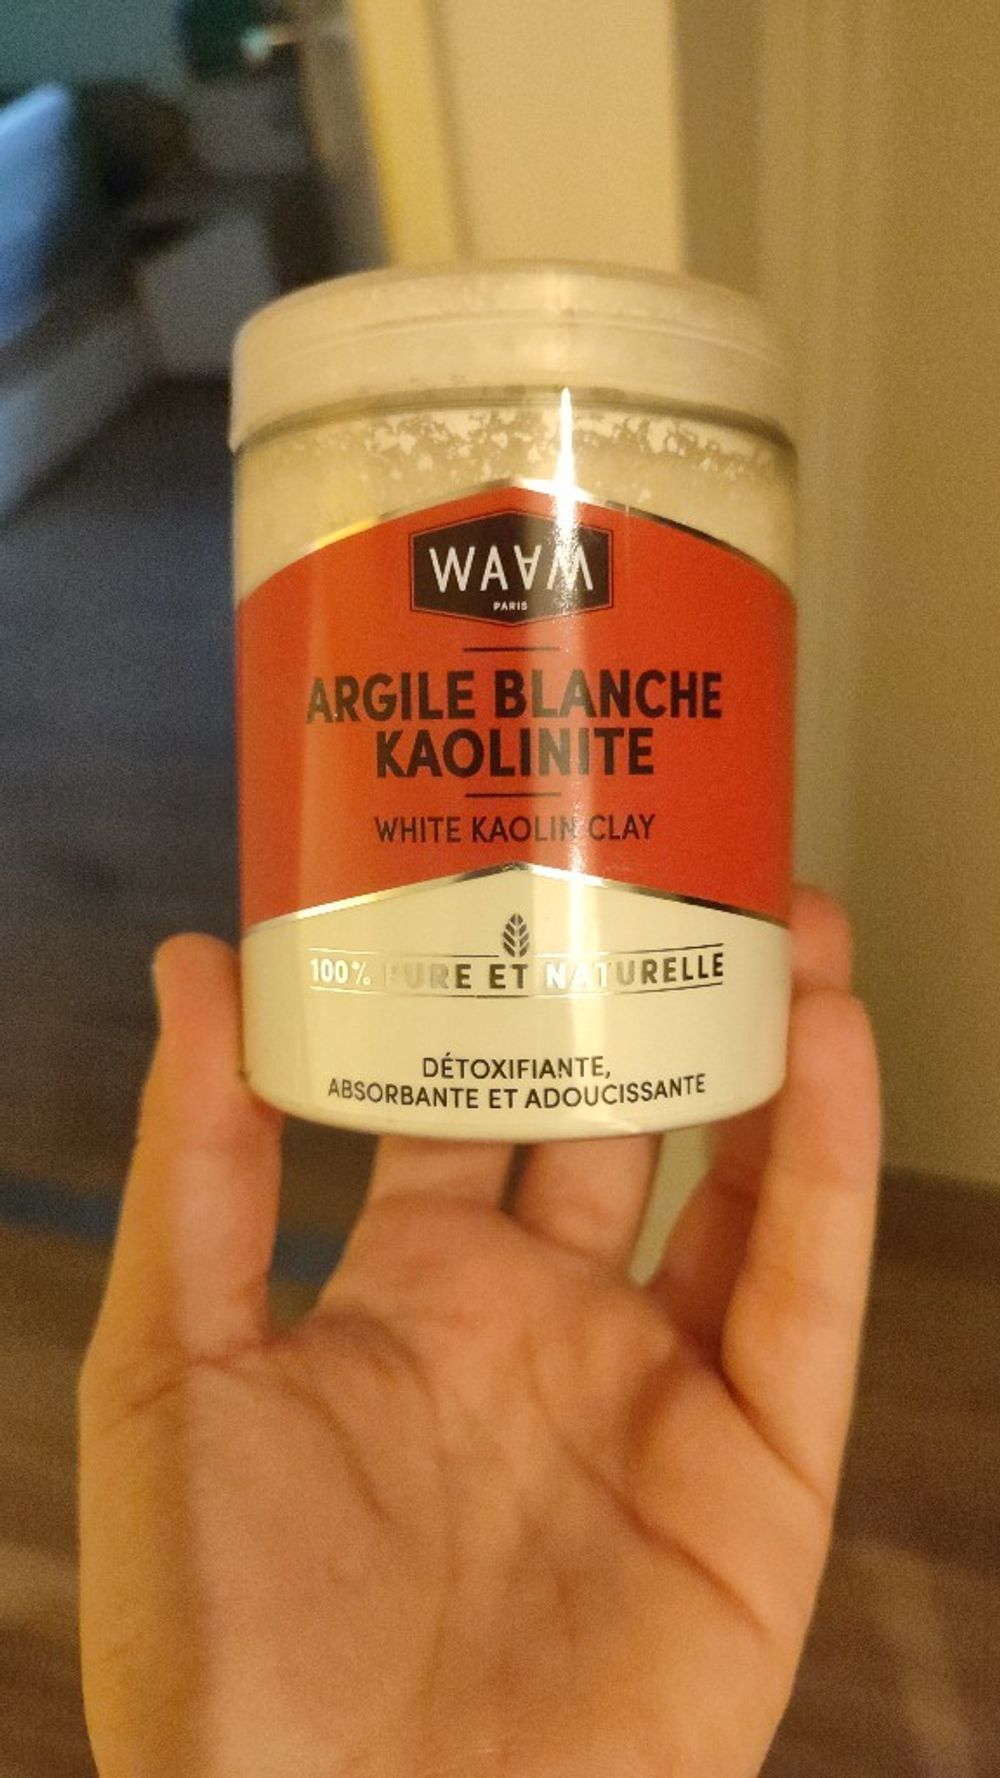 WAAM
PARIS
ARGILE BLANCHE
KAOLINITE
WHITE KAOLIN CLAY
100% PURE ET NATURELLE
DÉTOXIFIANTE,
ABSORBANTE ET ADOUCISSANTE